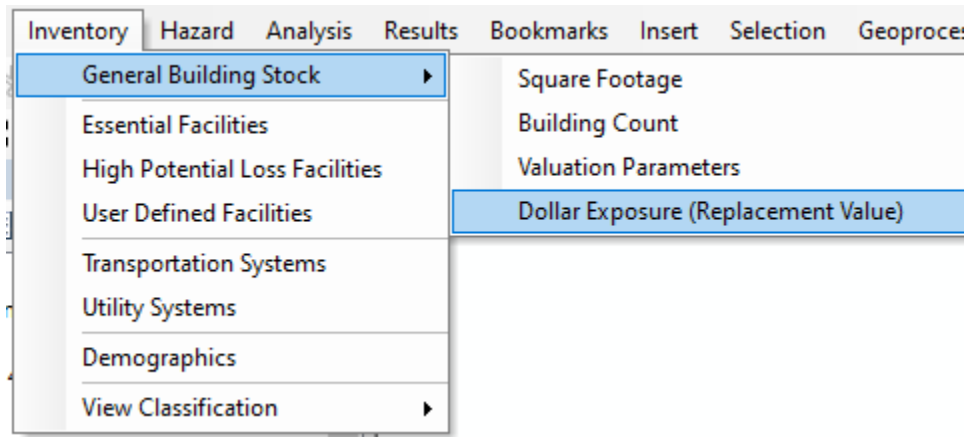 Inventory Hazard Analysis Results Bookmarks Insert Selection
General Building Stock
Essential Facilities
High Potential Loss Facilities
User Defined Facilities
Transportation Systems
Utility Systems
Demographics
View Classification
Square Footage
Building Count
Valuation Parameters
Dollar Exposure (Replacement Value)